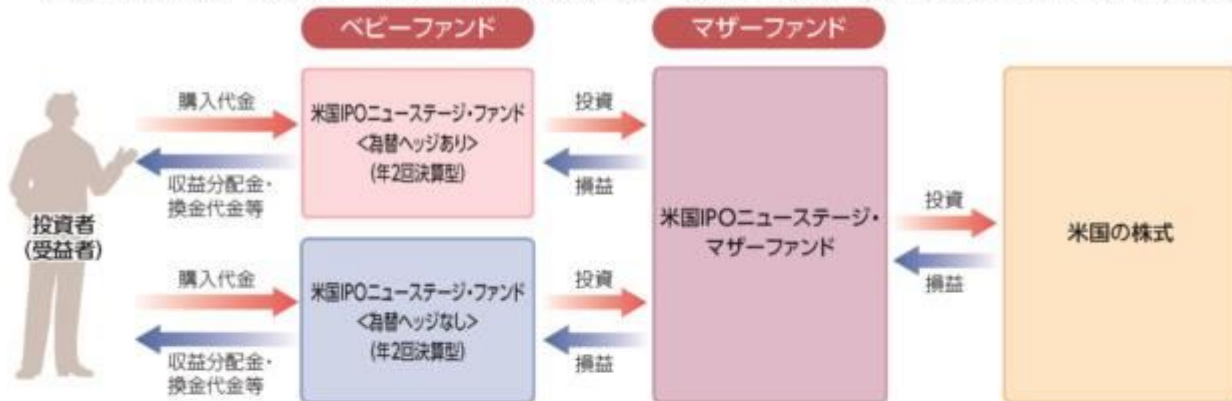 ベビーファンド
マザーファンド
購入代金
収益分配金・
換金代金等
投資者
(受益者)
購入代金
収益分配金・
換金代金等
米国IPOニューステージ・ファンド
<為替ヘッジあり>
(年2回決算型)
米国IPOニューステージ・ファンド
<為替ヘッジなし>
(年2回決算型)
投資
損益
投資
損益
米国IPOニューステージ・
マザーファンド
投資
損益
米国の株式